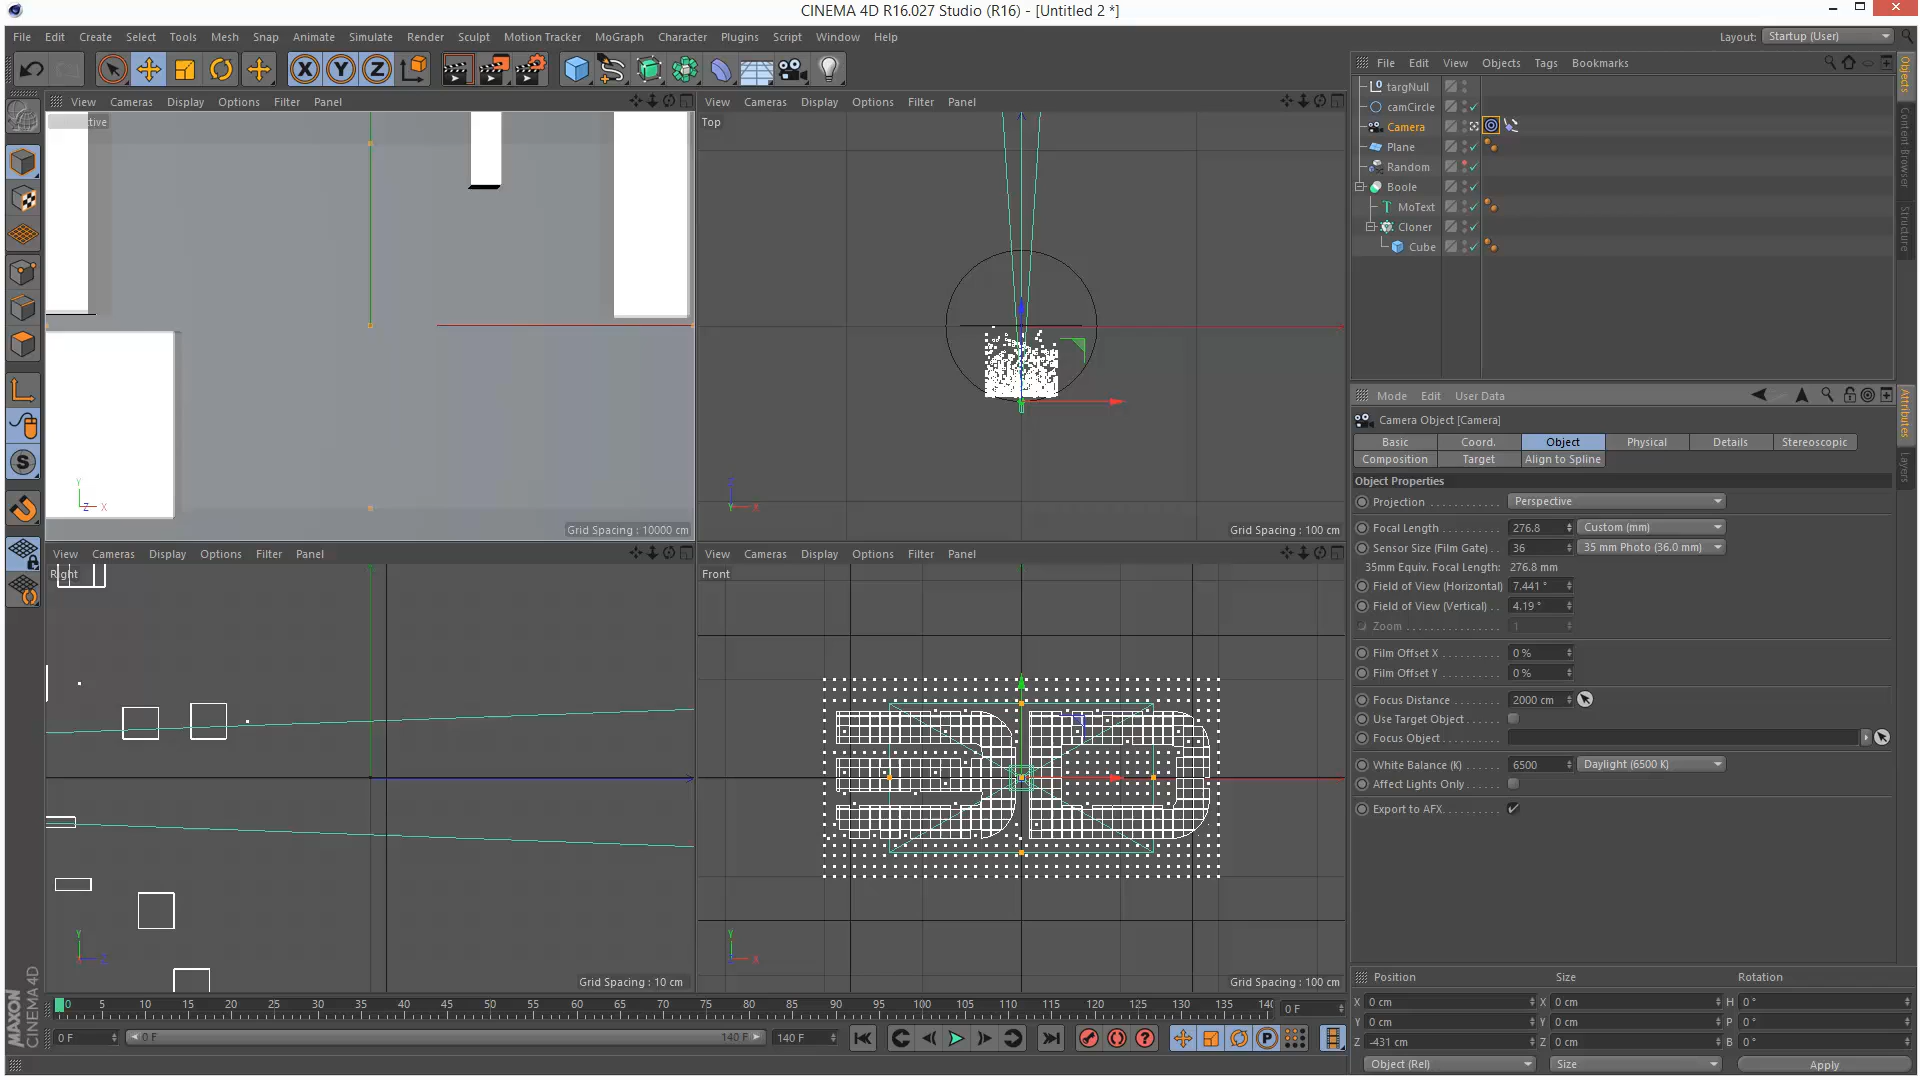 CINEMA 4D R16.027 Studio (R16) - [Untitled 2 *]
File Edit Create Select Tools Mesh Snap Animate Simulate Render Sculpt Motion Tracker MoGraph Character Plugins Script Window Help
Layout: Startup (User)
File Edit View Objects Tags Bookmarks
View Cameras Display Options Filter Panel
View Cameras Display Options Filter Panel
tive
Top
targNull
camCircle
Camera
Plane
Random
Boole
MoText
Cloner
Cube
Objects
Content Browser
Structure
X Y Z
Y
Z X
Grid Spacing : 10000 cm
Y X
Grid Spacing : 100 cm
View Cameras Display Options Filter Panel
View Cameras Display Options Filter Panel
Right
Front
Y
Grid Spacing : 10 cm
Y
X
Grid Spacing : 100 cm
Mode Edit User Data
Attributes
Layers
Camera Object [Camera]
Basic Coord. Object Physical Details Stereoscopic
Composition Target Align to Spline
Object Properties
Projection Perspective
Focal Length 276.8 Custom (mm)
Sensor Size (Film Gate) 36 35 mm Photo (36.0 mm)
35mm Equiv. Focal Length: 276.8 mm
Field of View (Horizontal) 7.441 °
Field of View (Vertical) 4.19 °
Zoom 1
Film Offset X 0 %
Film Offset Y 0 %
Focus Distance 2000 cm
Use Target Object
Focus Object
White Balance (K) 6500 Daylight (6500 K)
Affect Lights Only
Export to AFX
Position Size Rotation
X 0 cm X 0 cm H 0 °
Y 0 cm Y 0 cm P 0 °
Z -431 cm Z 0 cm B 0 °
Object (Rel) Size Apply
0 5 10 15 20 25 30 35 40 45 50 55 60 65 70 75 80 85 90 95 100 105 110 115 120 125 130 135 140 0 F
0 F 0 F 140 F 140 F
P
MAXON
CINEMA 4D